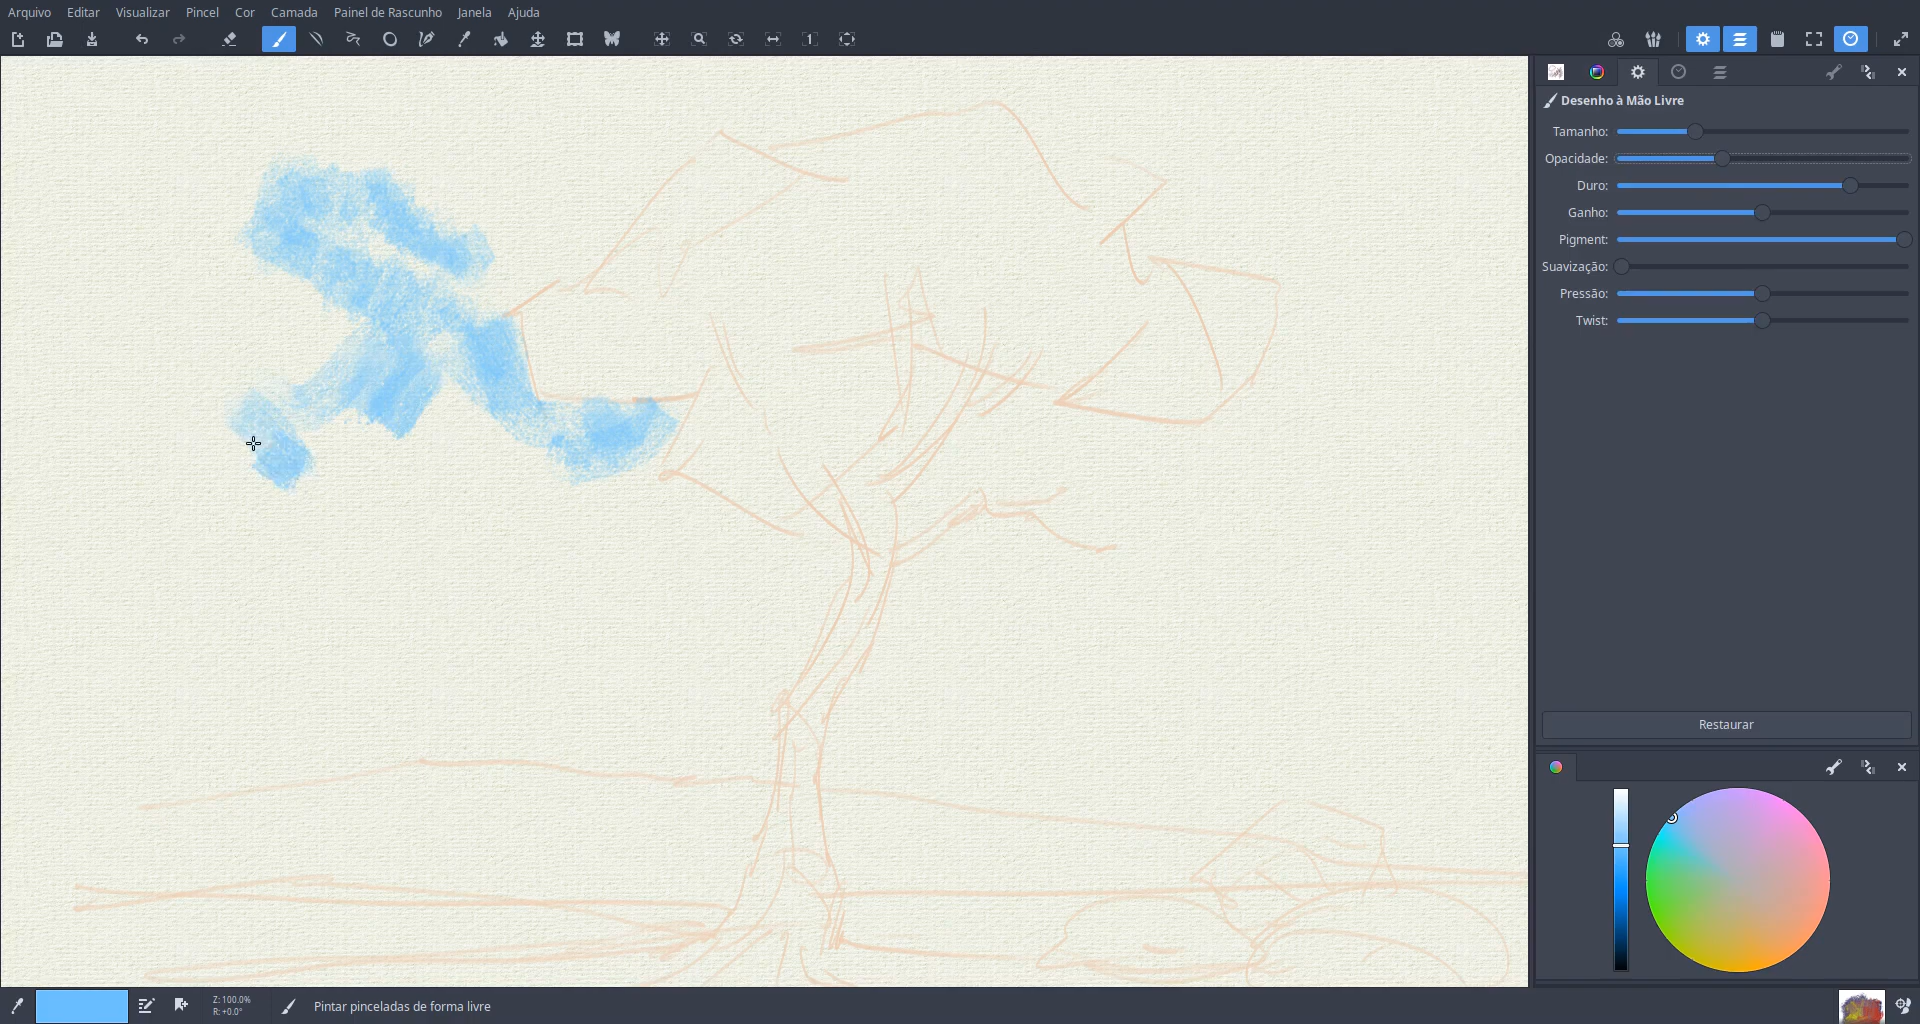 Arquivo Editar Visualizar Pincel Cor Camada Painel de Rascunho Janela Ajuda
Desenho à Mão Livre
Tamanho:
Opacidade:
Duro:
Ganho:
Pigment:
Suavização:
Pressão:
Twist:
Restaurar
Z: 100.0%
R: +0.0°
Pintar pinceladas de forma livre